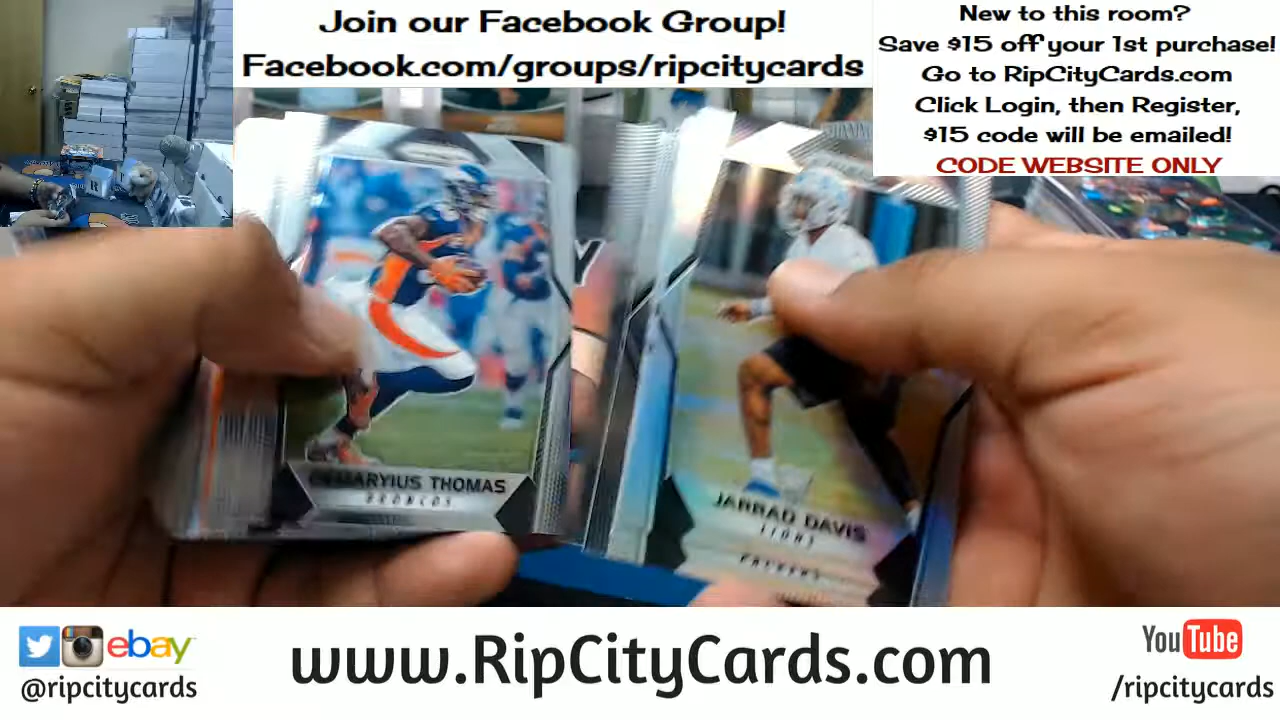 Join our Facebook Group!
Facebook.com/groups/ripcitycards
New to this room?
Save $15 off your 1st purchase!
Go to RipCityCards.com
Click Login, then Register,
$15 code will be emailed!
CODE WEBSITE ONLY
THOMAS
BRONCOS
JARRAD DAVIS
LIONS
PACKERS
ebay
@ripcitycards
www.RipCityCards.com
YouTube
/ripcitycards